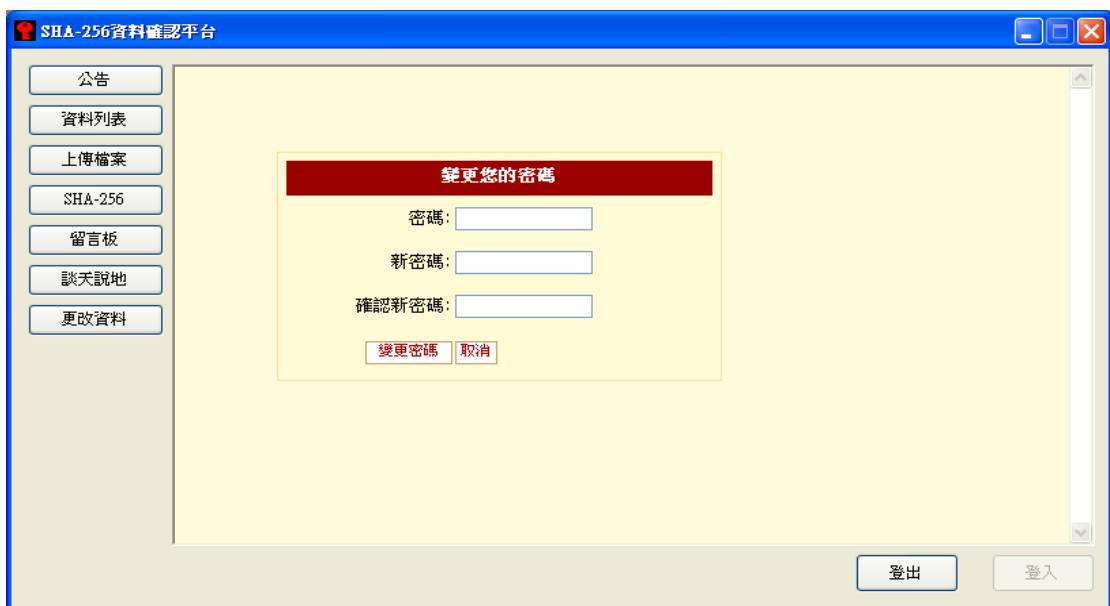 SHA-256資料確認平台
公告
資料列表
上傳檔案
SHA-256
留言板
談天說地
更改資料
變更您的密碼
密碼:
新密碼:
確認新密碼:
變更密碼 取消
登出 登入